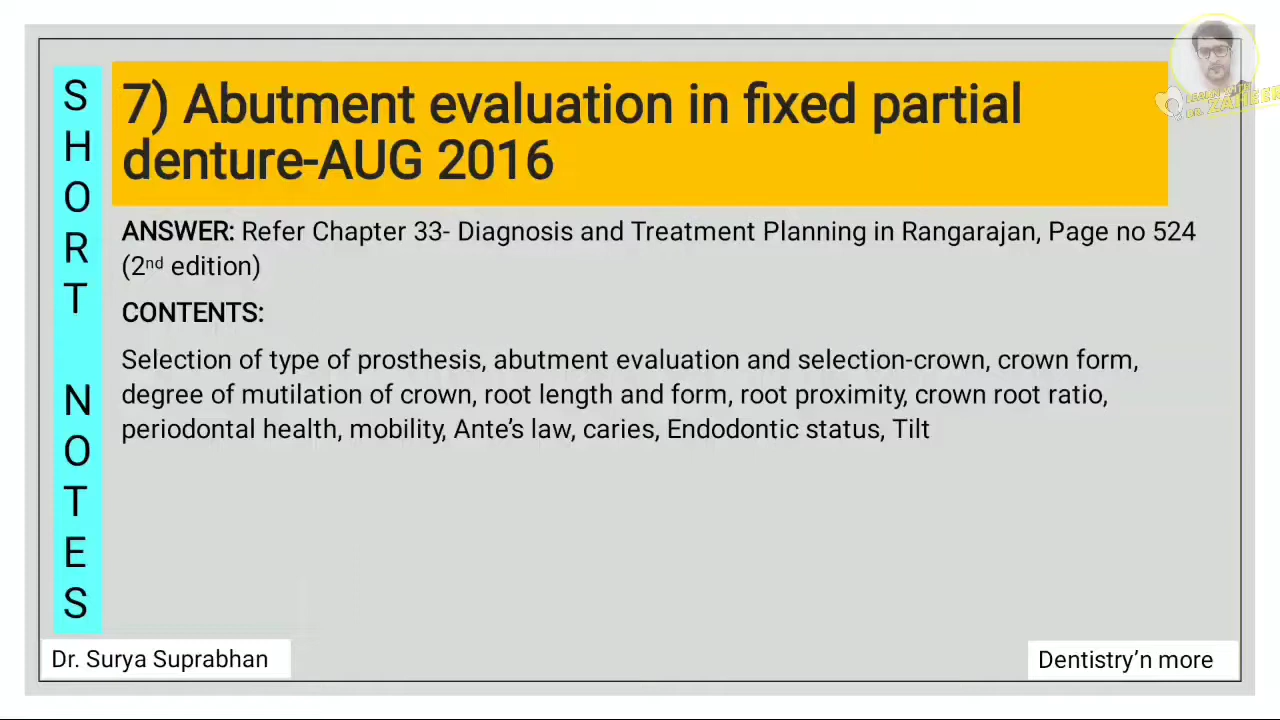 SHORT NOTES
7) Abutment evaluation in fixed partial
denture-AUG 2016
ANSWER: Refer Chapter 33- Diagnosis and Treatment Planning in Rangarajan, Page no 524
(2nd edition)
CONTENTS:
Selection of type of prosthesis, abutment evaluation and selection-crown, crown form,
degree of mutilation of crown, root length and form, root proximity, crown root ratio,
periodontal health, mobility, Ante’s law, caries, Endodontic status, Tilt
Dr. Surya Suprabhan
Dentistry’n more